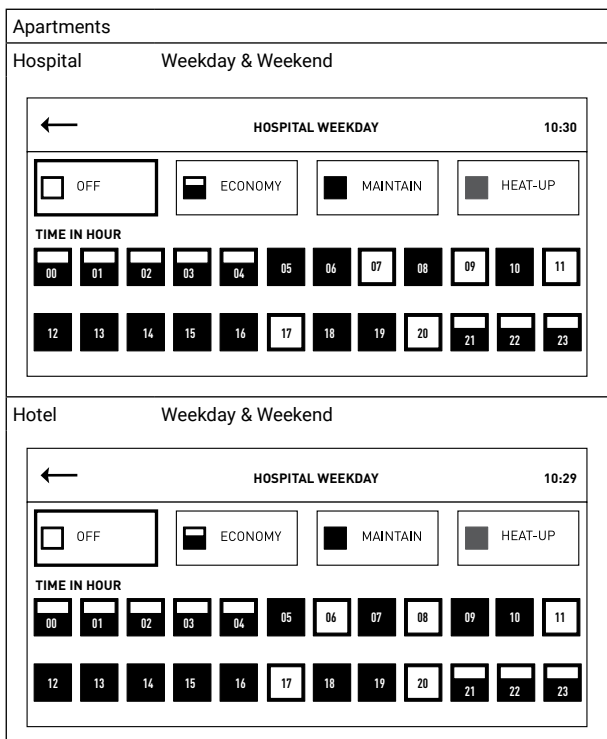 Apartments
Hospital Weekday & Weekend
HOSPITAL WEEKDAY 10:30
OFF ECONOMY MAINTAIN HEAT-UP
TIME IN HOUR
00 01 02 03 04 05 06 07 08 09 10 11
12 13 14 15 16 17 18 19 20 21 22 23
Hotel Weekday & Weekend
HOSPITAL WEEKDAY 10:29
OFF ECONOMY MAINTAIN HEAT-UP
TIME IN HOUR
00 01 02 03 04 05 06 07 08 09 10 11
12 13 14 15 16 17 18 19 20 21 22 23